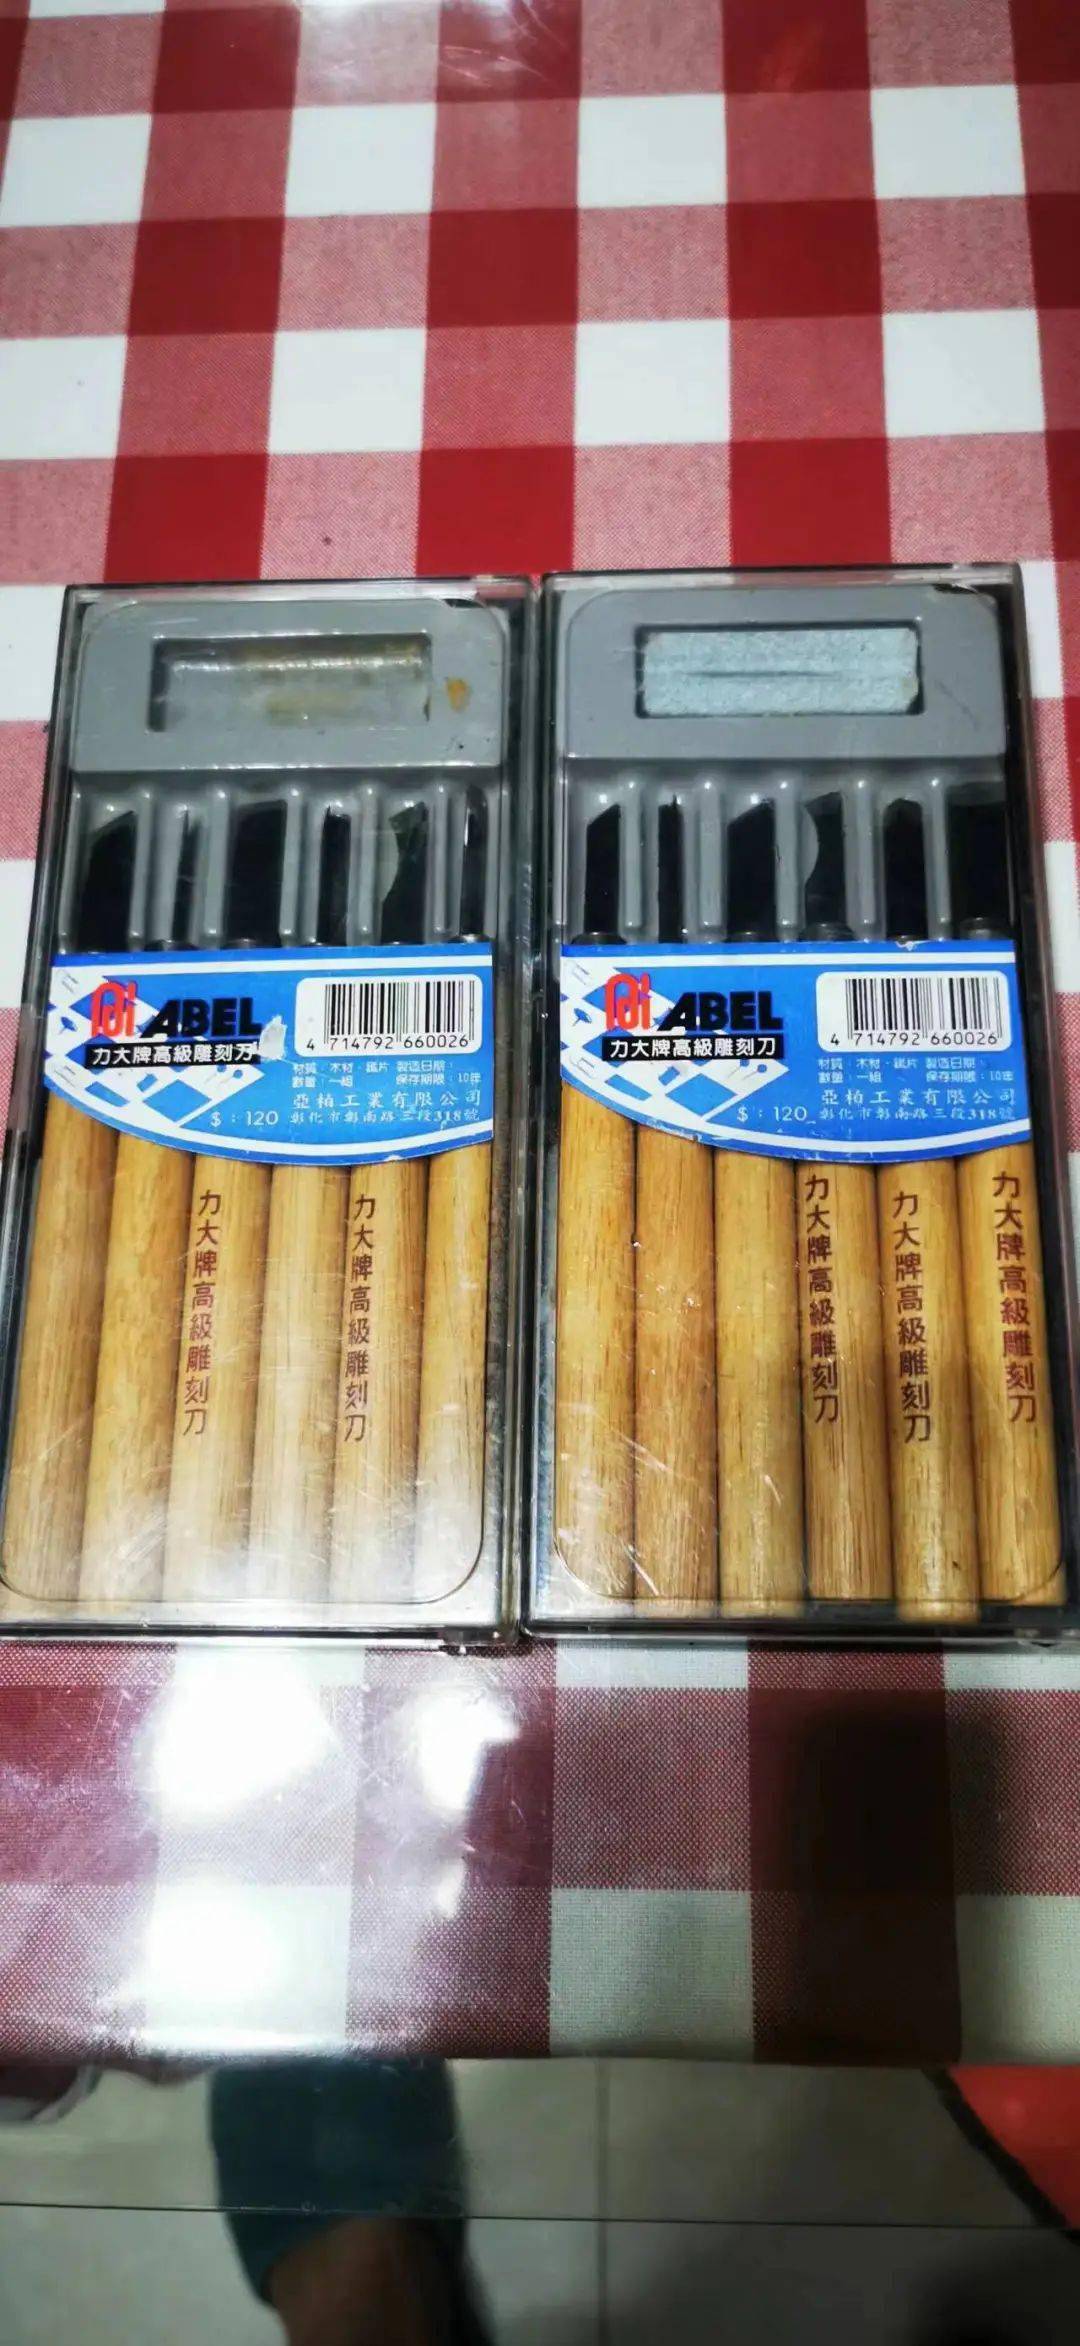 ABEL
力大牌高級雕刻刀
4 714792 660026
材質：木材·鐵片 製造日期：
數量：一組 保存期限：10年
亞柏工業有限公司
$：120 彰化市彰南路三段318號
力大牌高級雕刻刀
力大牌高級雕刻刀
ABEL
力大牌高級雕刻刀
4 714792 660026
材質：木材·鐵片 製造日期：
數量：一組 保存期限：10年
亞柏工業有限公司
$：120 彰化市彰南路三段318號
力大牌高級雕刻刀
力大牌高級雕刻刀
力大牌高級雕刻刀